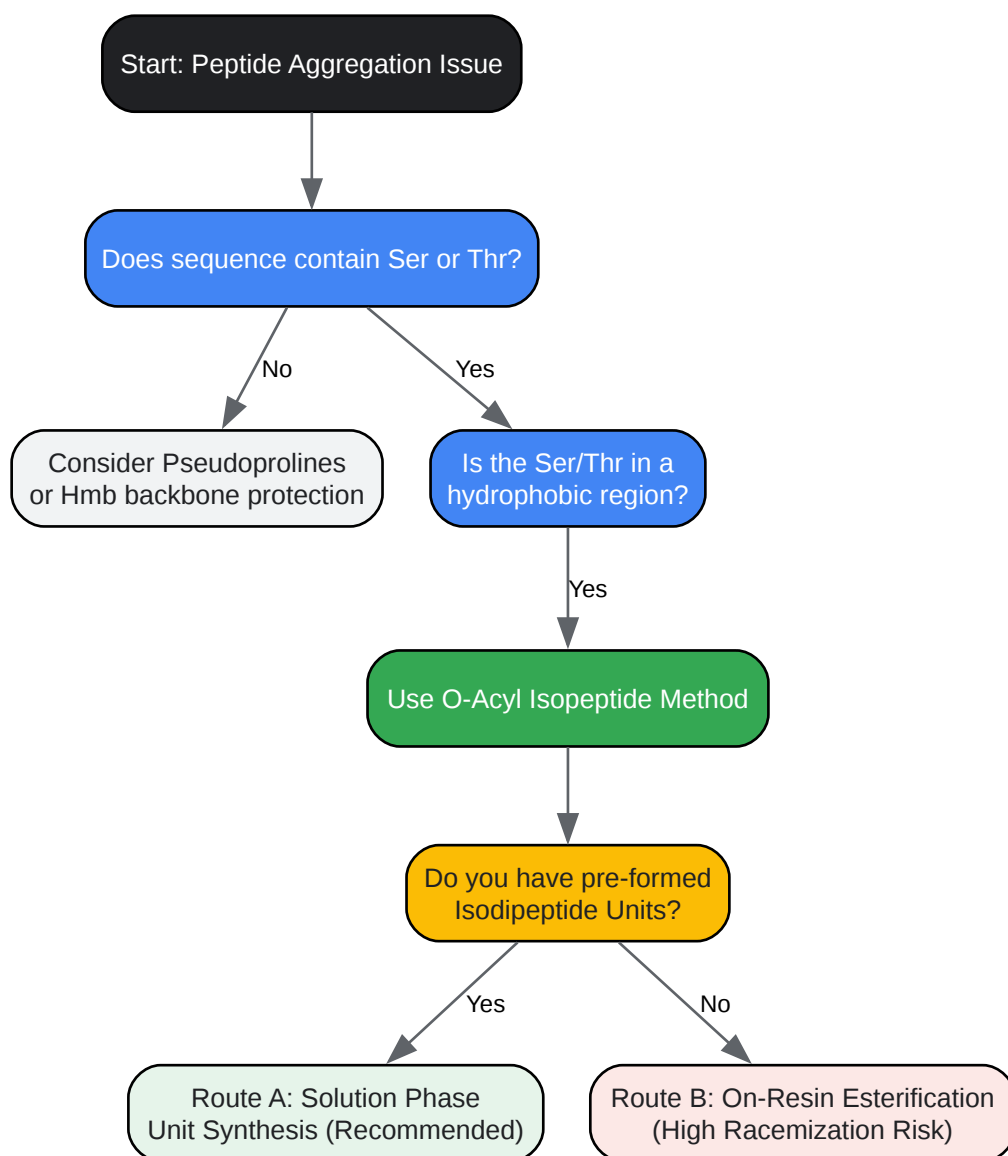 Start: Peptide Aggregation Issue
Does sequence contain Ser or Thr?
No
Yes
Consider Pseudoprolines
or Hmb backbone protection
Is the Ser/Thr in a
hydrophobic region?
Yes
Use O-Acyl Isopeptide Method
Do you have pre-formed
Isodipeptide Units?
Yes
No
Route A: Solution Phase
Unit Synthesis (Recommended)
Route B: On-Resin Esterification
(High Racemization Risk)